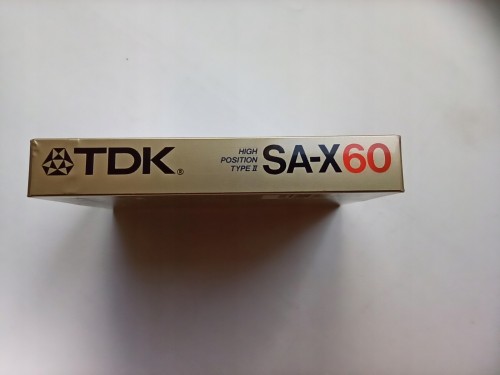 TDK®
HIGH
POSITION
TYPE II
SA-X60